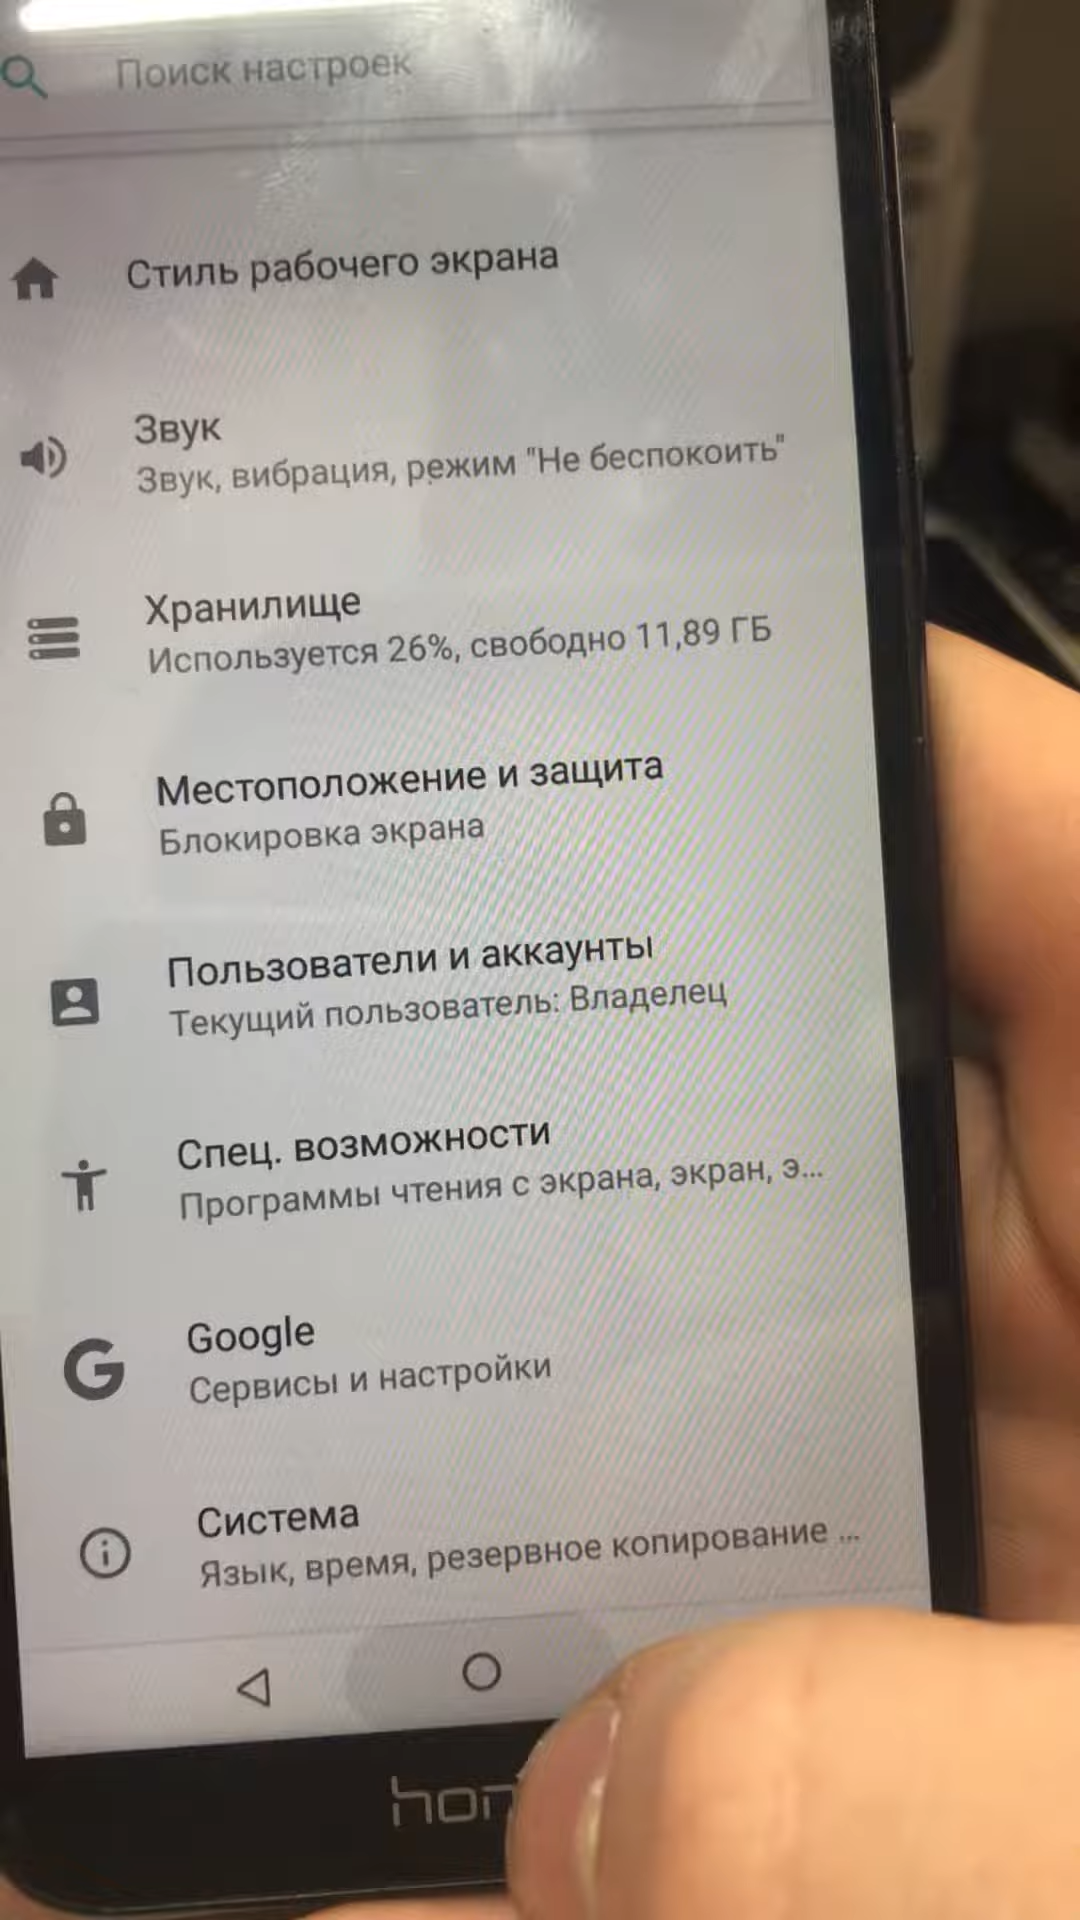 Поиск настроек
Стиль рабочего экрана
Звук
Звук, вибрация, режим "Не беспокоить"
Хранилище
Используется 26%, свободно 11,89 ГБ
Местоположение и защита
Блокировка экрана
Пользователи и аккаунты
Текущий пользователь: Владелец
Спец. возможности
Программы чтения с экрана, экран, э...
Google
Сервисы и настройки
Система
Язык, время, резервное копирование ...